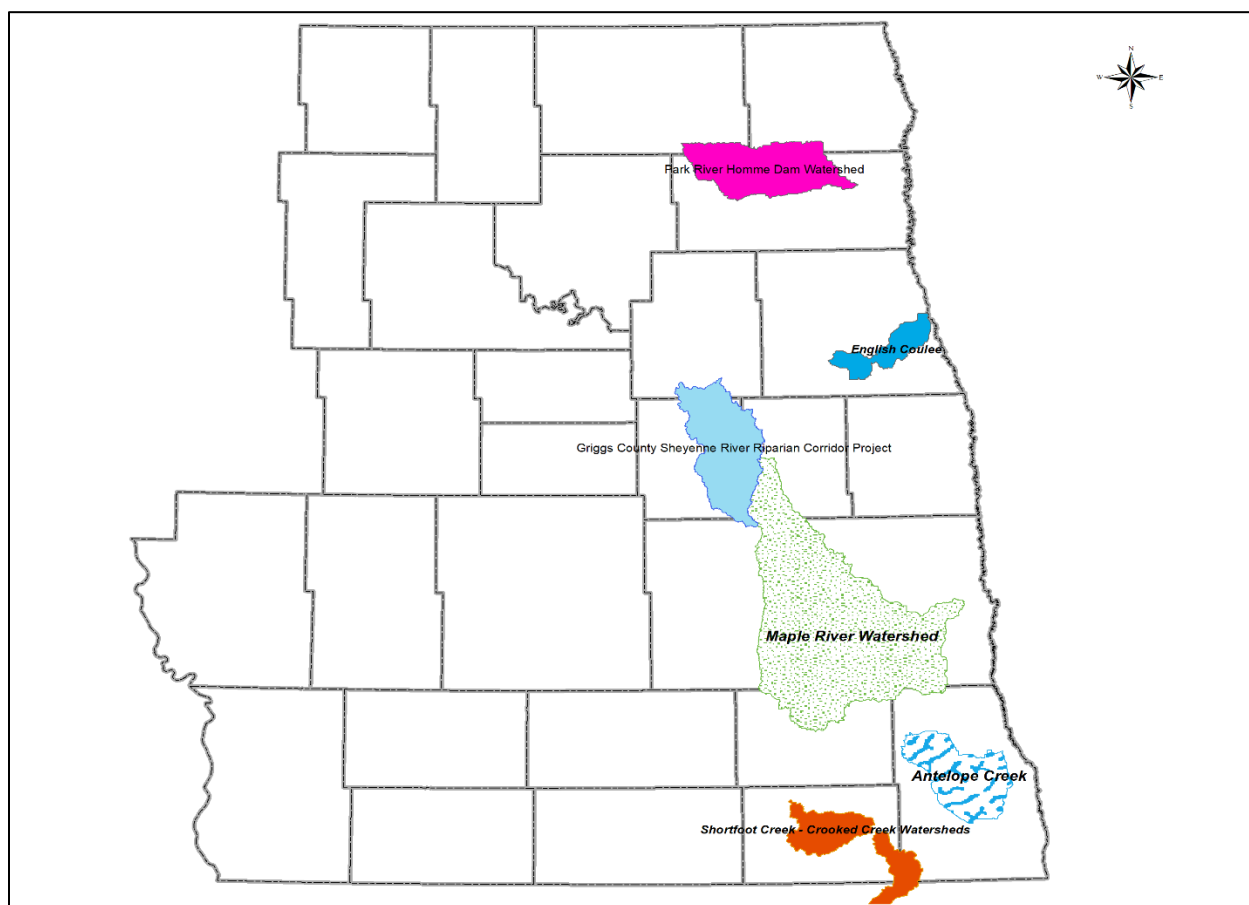 N
W E
S
Park River Homme Dam Watershed
English Coulee
Griggs County Sheyenne River Riparian Corridor Project
Maple River Watershed
Antelope Creek
Shortfoot Creek - Crooked Creek Watersheds